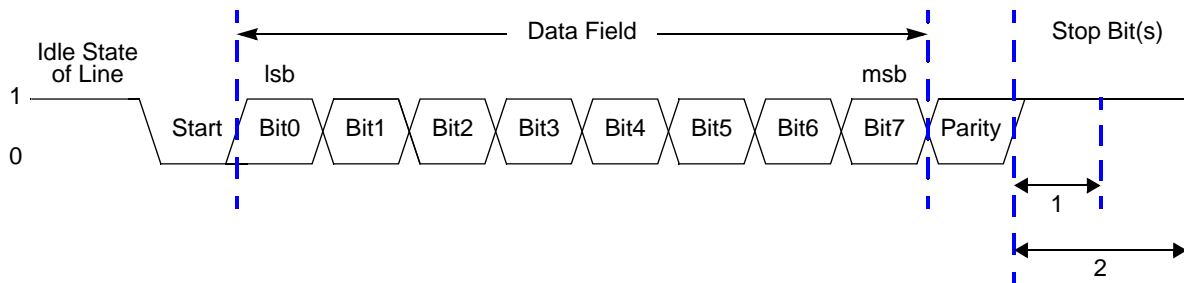 Data Field
Stop Bit(s)
Idle State
of Line
lsb
msb
1
Start
Bit0
Bit1
Bit2
Bit3
Bit4
Bit5
Bit6
Bit7
Parity
0
1
2